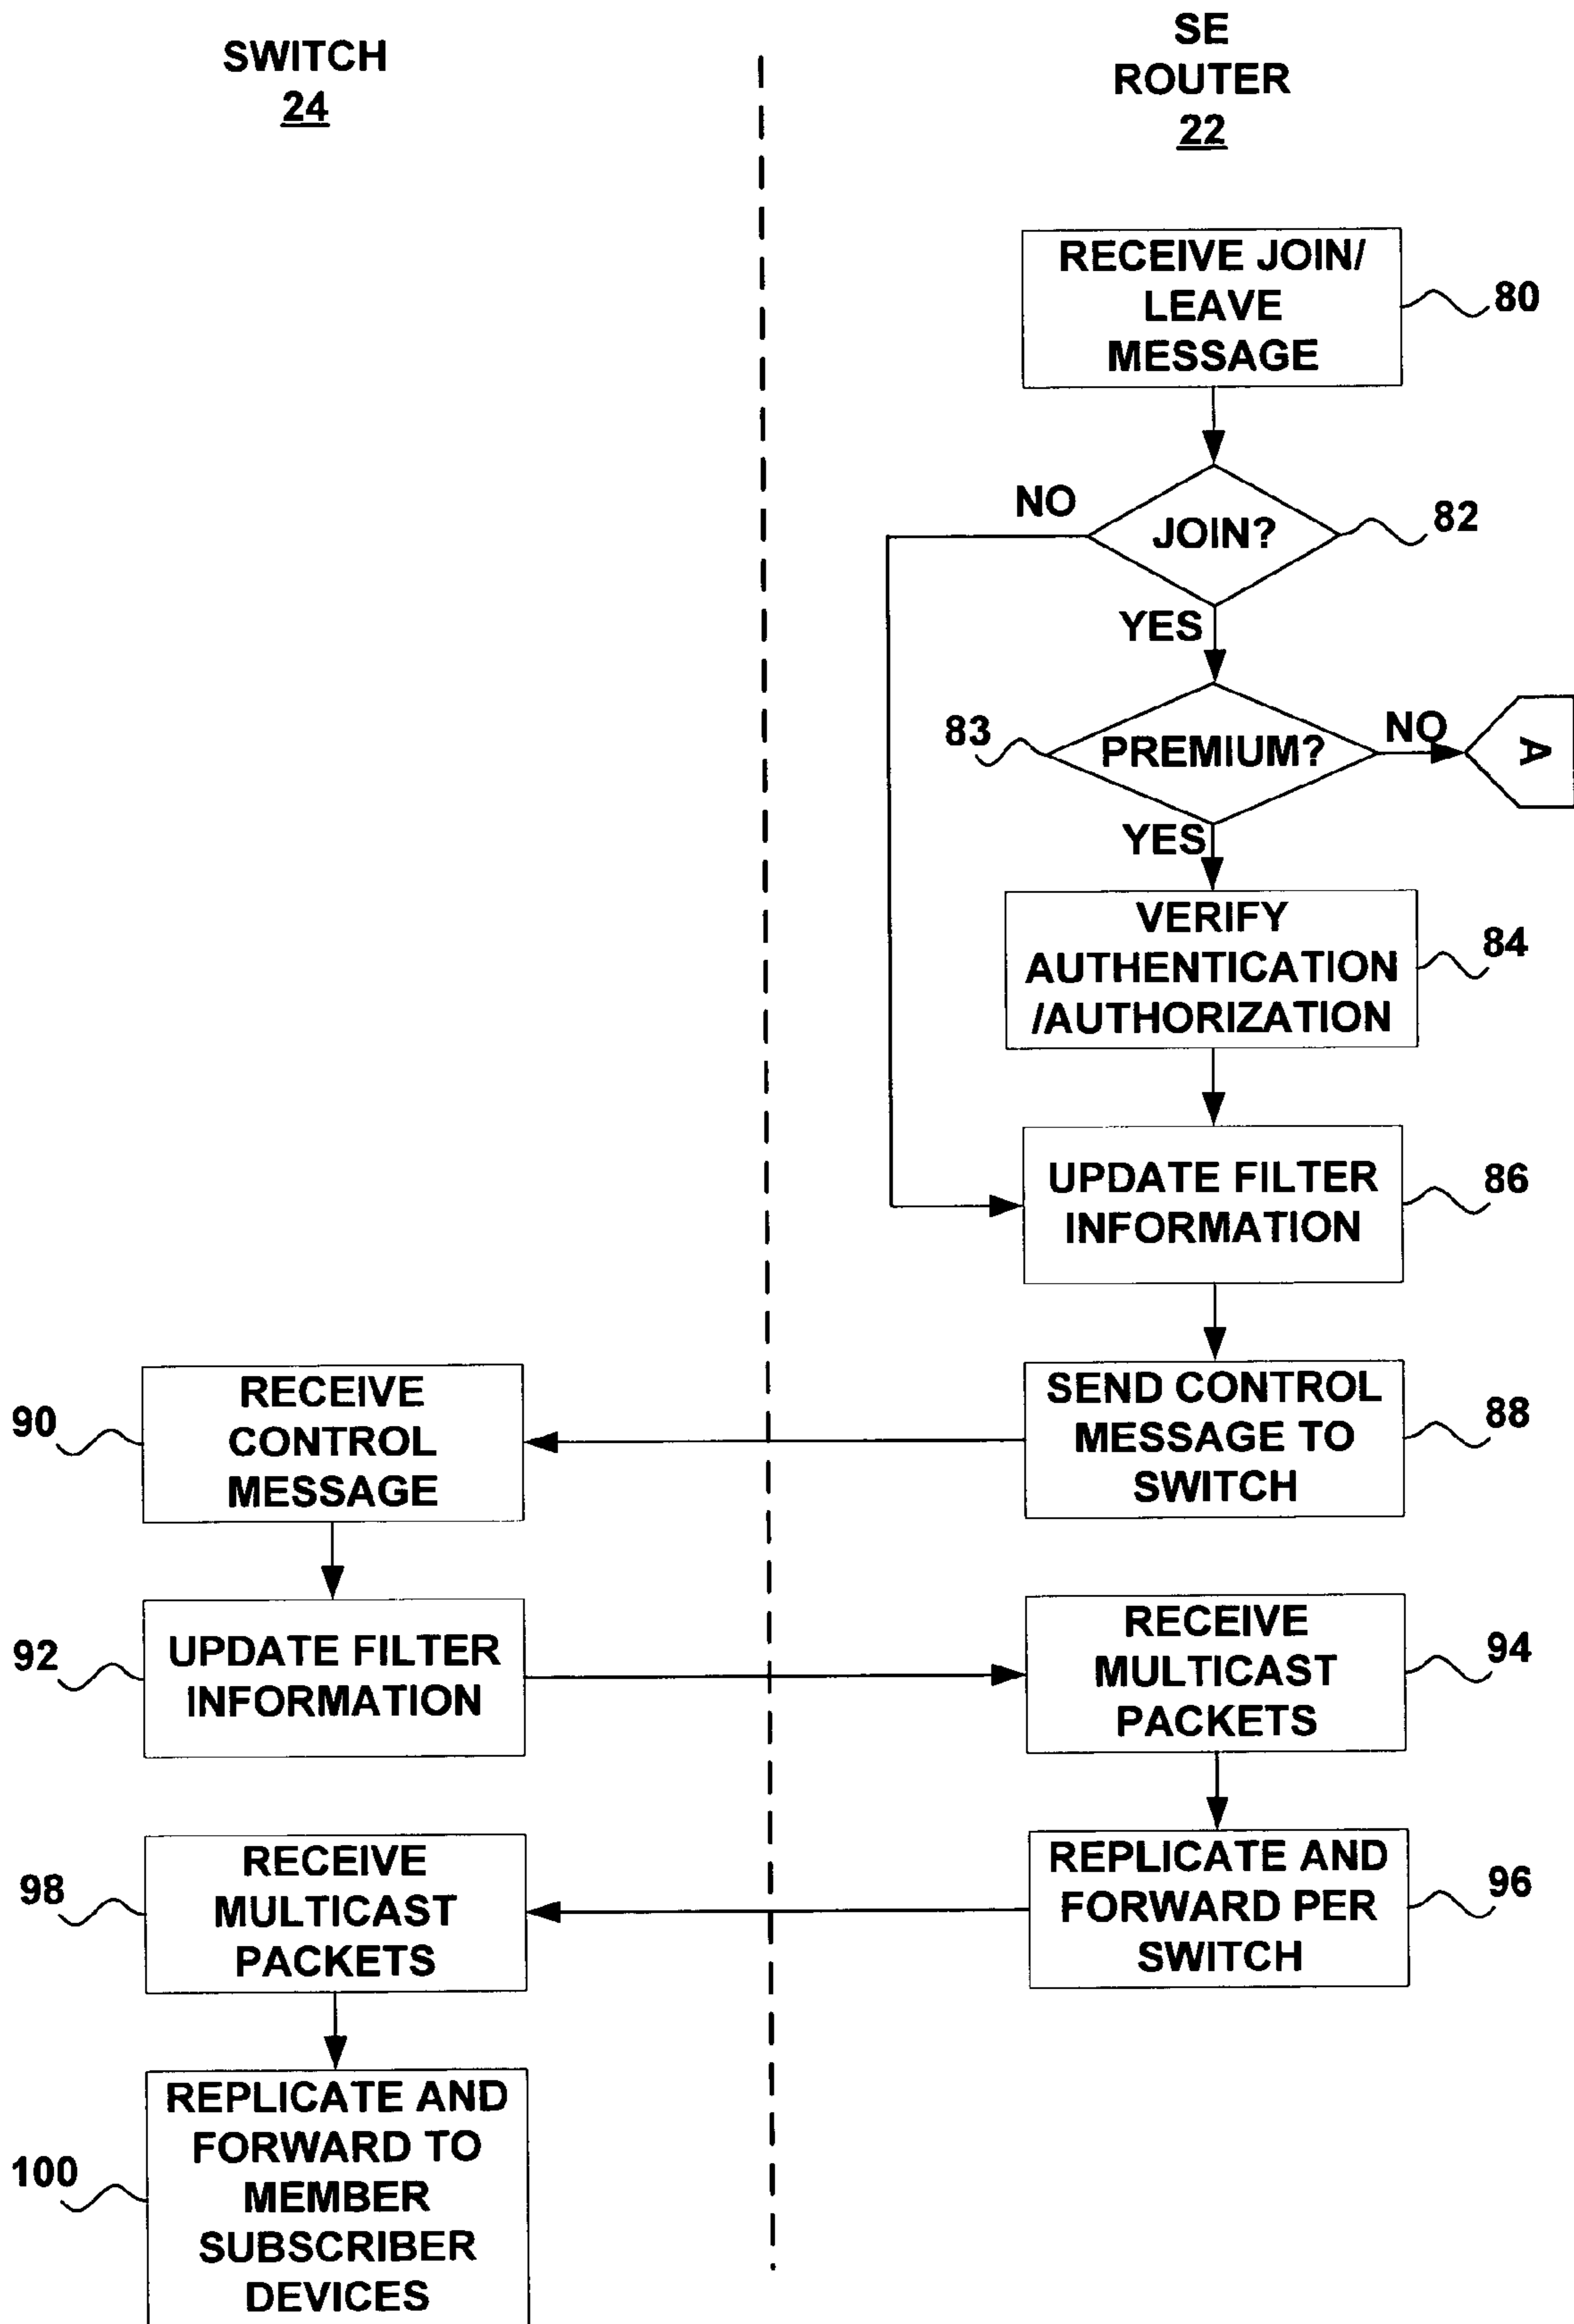 SWITCH
24
SE
ROUTER
22
RECEIVE JOIN/
LEAVE
MESSAGE
80
NO
JOIN?
82
YES
83
PREMIUM?
NO
A
YES
VERIFY
AUTHENTICATION
/AUTHORIZATION
84
UPDATE FILTER
INFORMATION
86
SEND CONTROL
MESSAGE TO
SWITCH
88
90
RECEIVE
CONTROL
MESSAGE
92
UPDATE FILTER
INFORMATION
RECEIVE
MULTICAST
PACKETS
94
REPLICATE AND
FORWARD PER
SWITCH
96
98
RECEIVE
MULTICAST
PACKETS
100
REPLICATE AND
FORWARD TO
MEMBER
SUBSCRIBER
DEVICES